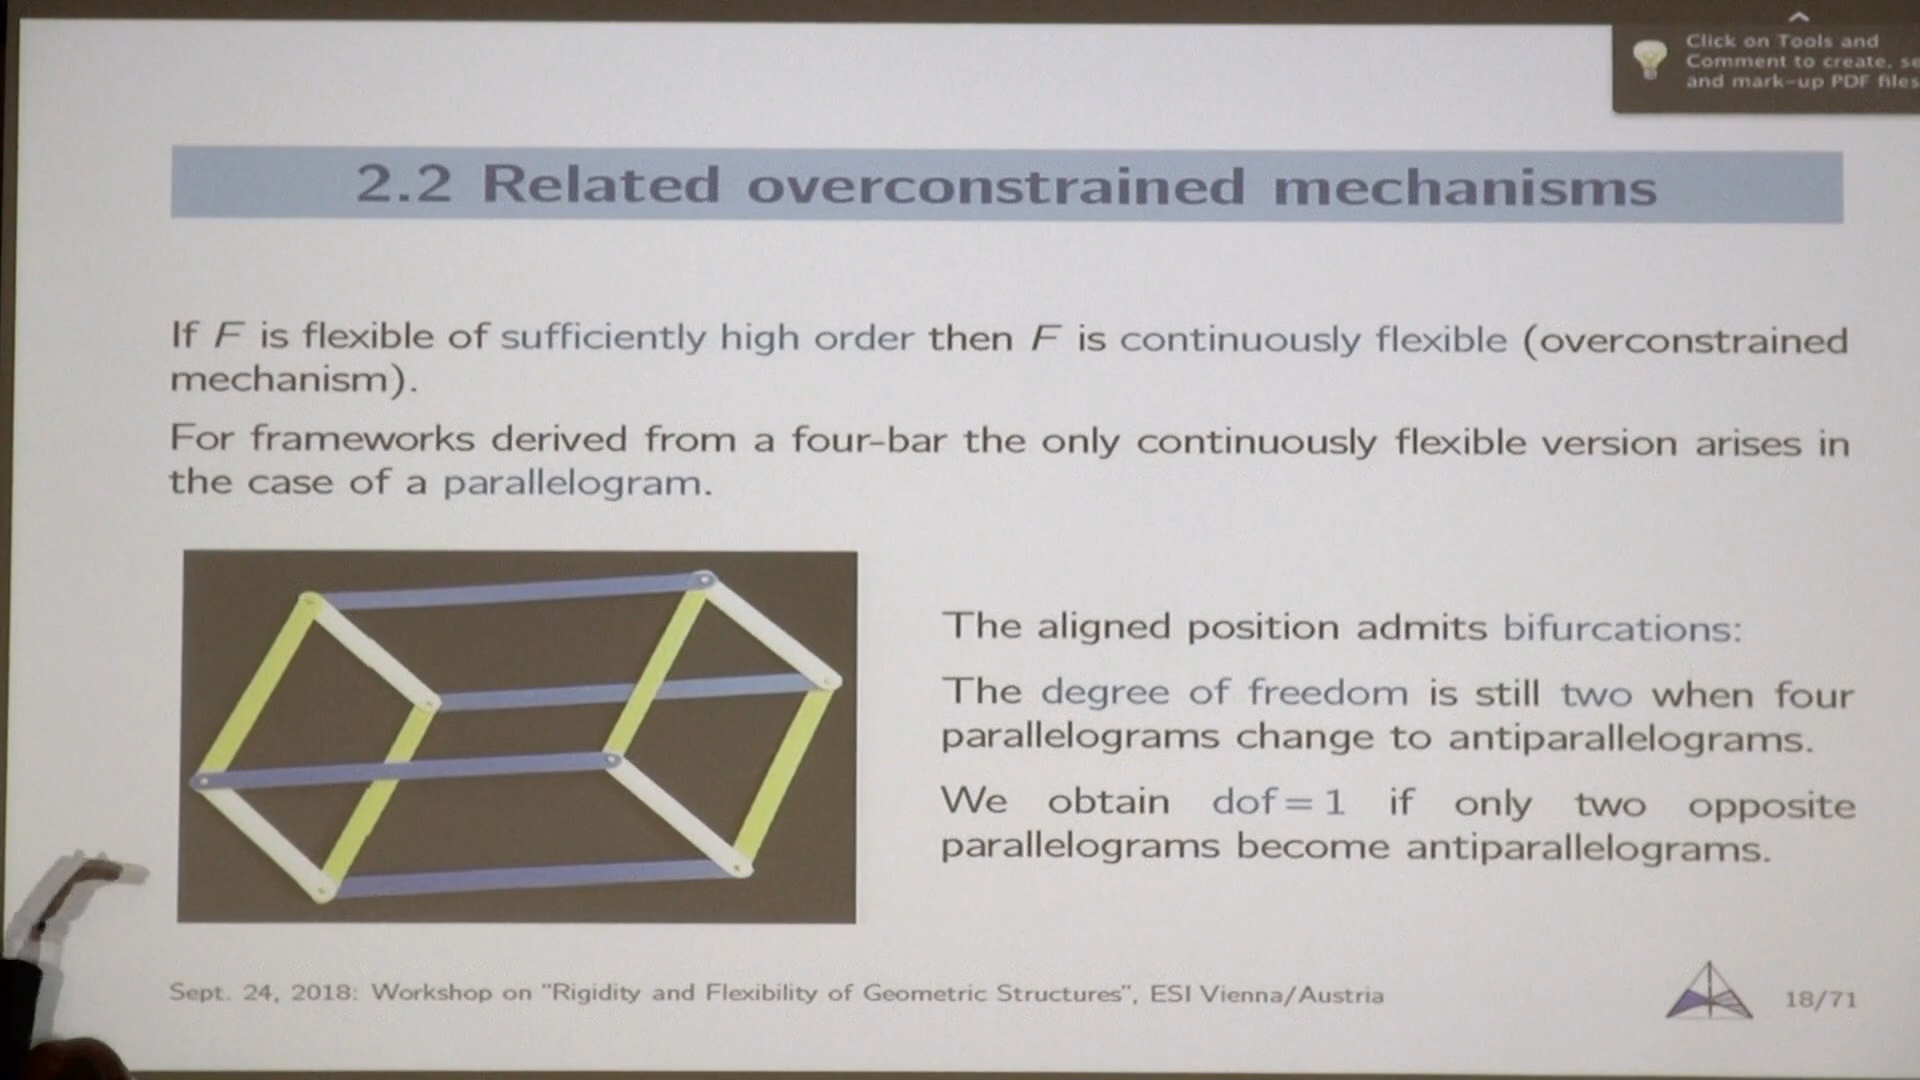 Click on Tools and
Comment to create,
and mark-up PDF files
2.2 Related overconstrained mechanisms
If F is flexible of sufficiently high order then F is continuously flexible (overconstrained
mechanism).
For frameworks derived from a four-bar the only continuously flexible version arises in
the case of a parallelogram.
The aligned position admits bifurcations:
The degree of freedom is still two when four
parallelograms change to antiparallelograms.
We obtain dof = 1 if only two opposite
parallelograms become antiparallelograms.
Sept. 24, 2018: Workshop on "Rigidity and Flexibility of Geometric Structures", ESI Vienna/Austria
18/71